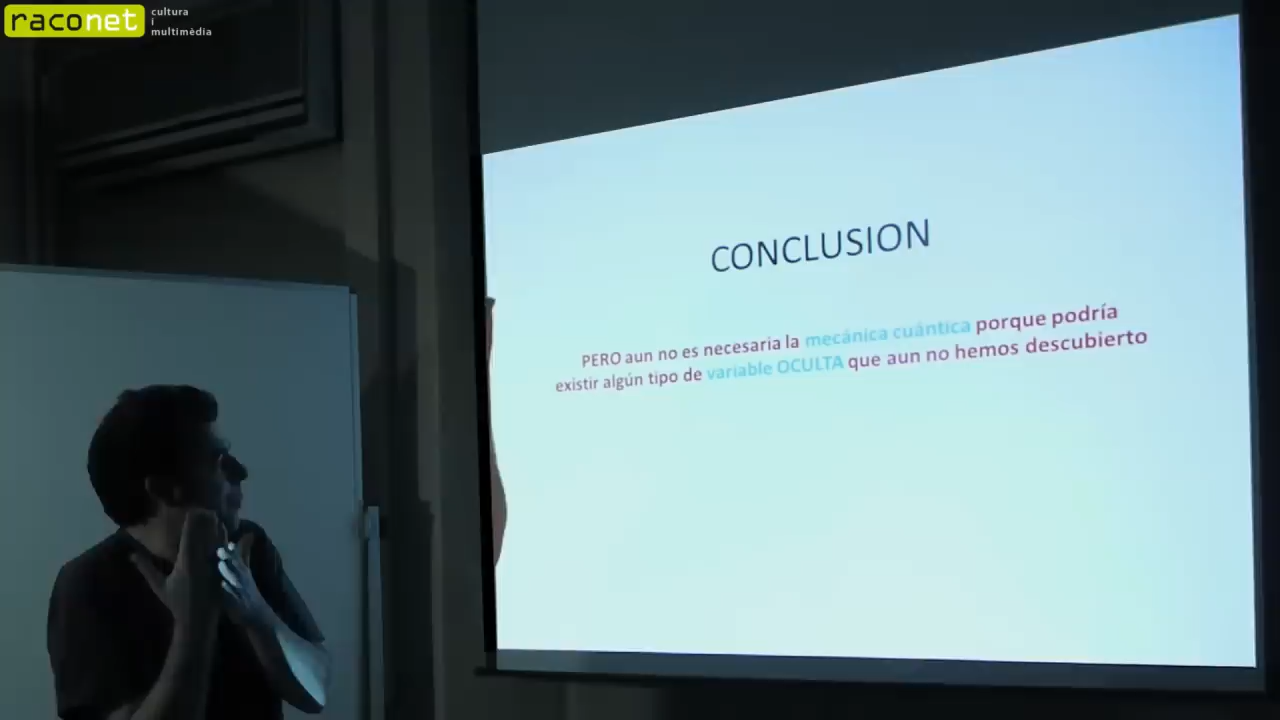 raconet
cultura
i
multimèdia
CONCLUSION
PERO aun no es necesaria la mecánica cuántica porque podría
existir algún tipo de variable OCULTA que aun no hemos descubierto